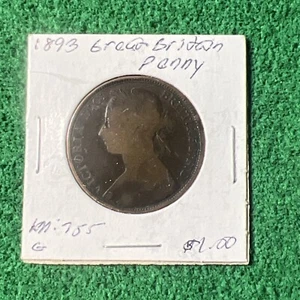 1893 Great Britain
Penny
VICTORIA
KM:755
G
$1.00